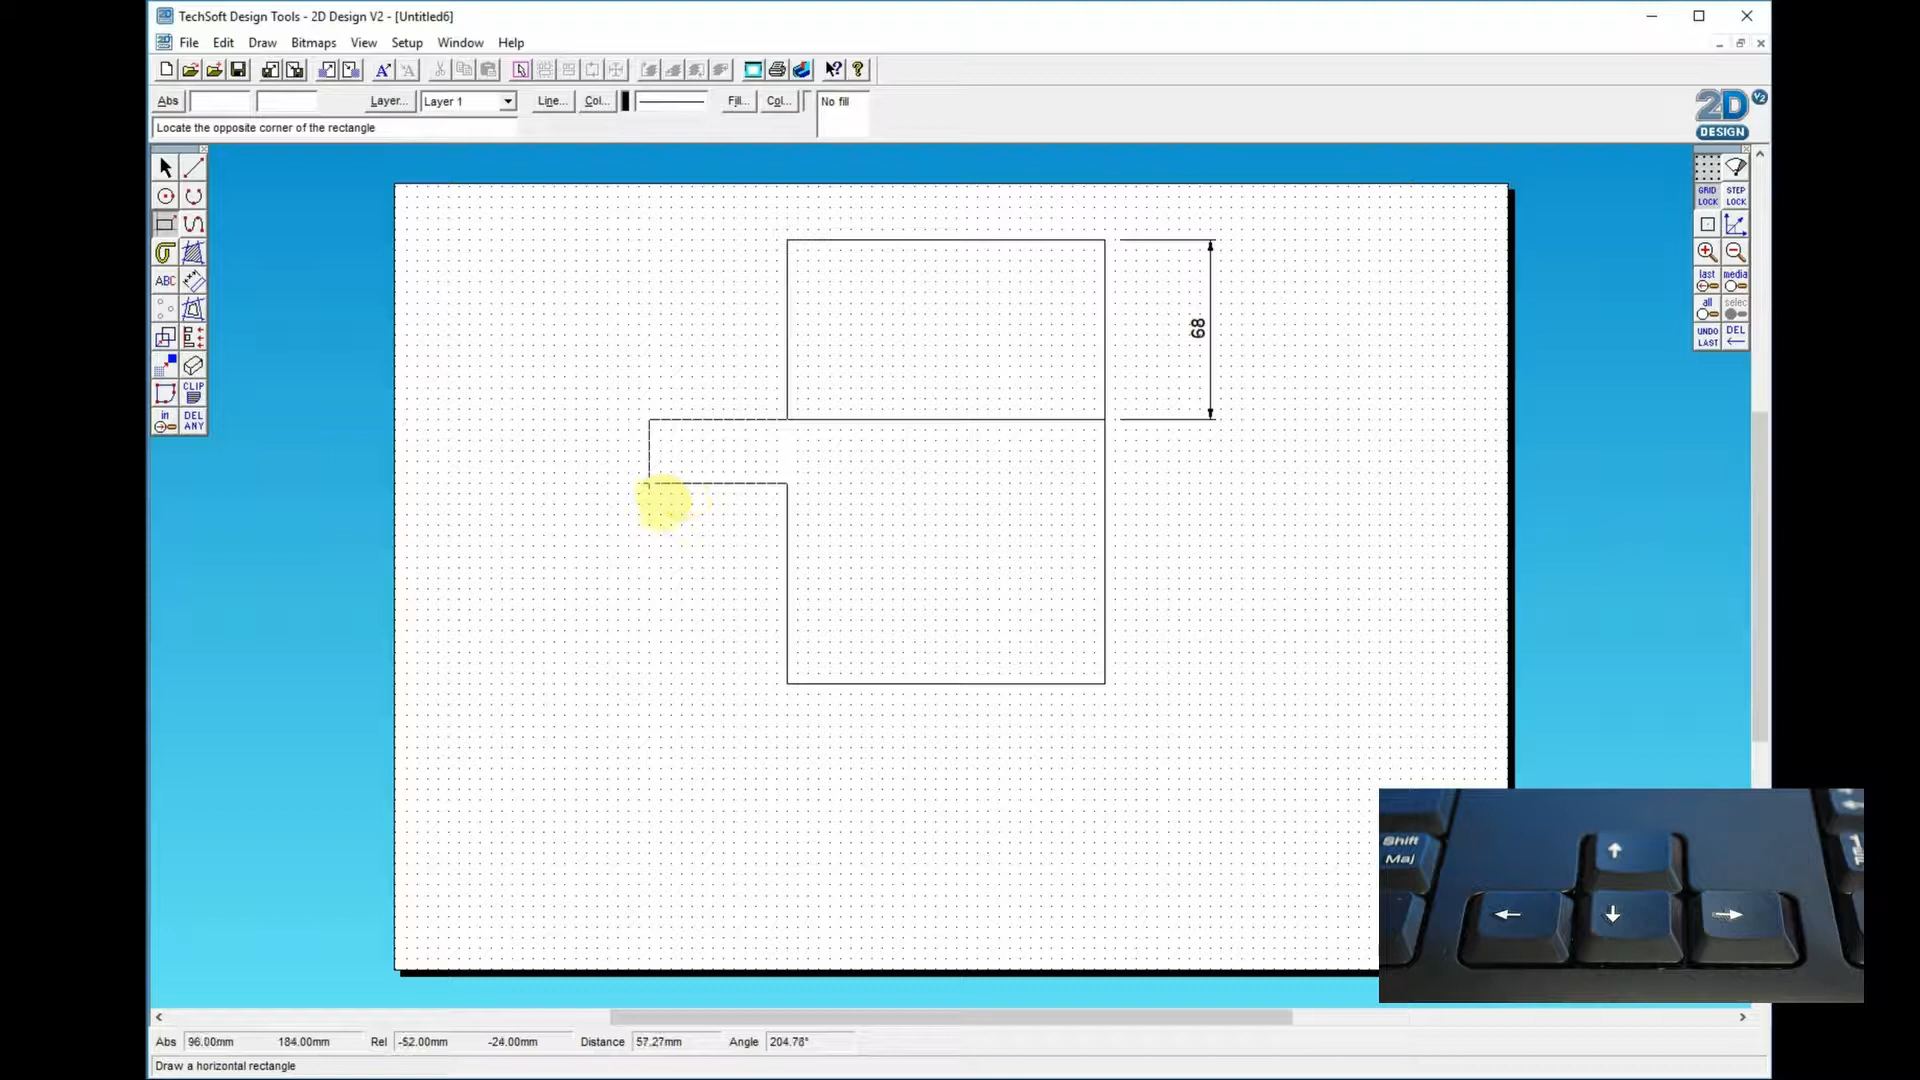 TechSoft Design Tools - 2D Design V2 - [Untitled6]
File Edit Draw Bitmaps View Setup Window Help
Abs Layer... Layer 1 Line... Col... Fill... Col... No fill
Locate the opposite corner of the rectangle
2D V2
DESIGN
GRID LOCK STEP LOCK
ABC
last media
all selec
UNDO LAST DEL
CLIP
in DEL ANY
68
Shift
Maj
Abs 96.00mm 184.00mm Rel -52.00mm -24.00mm Distance 57.27mm Angle 204.78°
Draw a horizontal rectangle